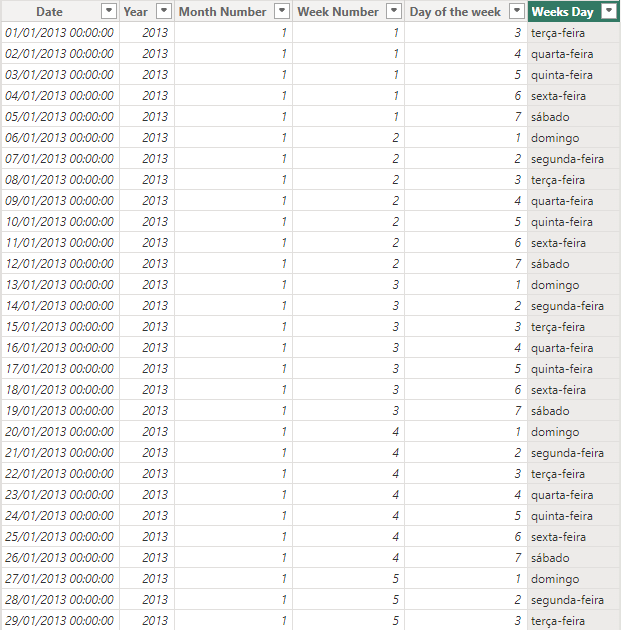 Date Year Month Number Week Number Day of the week Weeks Day
01/01/2013 00:00:00 2013 1 1 3 terça-feira
02/01/2013 00:00:00 2013 1 1 4 quarta-feira
03/01/2013 00:00:00 2013 1 1 5 quinta-feira
04/01/2013 00:00:00 2013 1 1 6 sexta-feira
05/01/2013 00:00:00 2013 1 1 7 sábado
06/01/2013 00:00:00 2013 1 2 1 domingo
07/01/2013 00:00:00 2013 1 2 2 segunda-feira
08/01/2013 00:00:00 2013 1 2 3 terça-feira
09/01/2013 00:00:00 2013 1 2 4 quarta-feira
10/01/2013 00:00:00 2013 1 2 5 quinta-feira
11/01/2013 00:00:00 2013 1 2 6 sexta-feira
12/01/2013 00:00:00 2013 1 2 7 sábado
13/01/2013 00:00:00 2013 1 3 1 domingo
14/01/2013 00:00:00 2013 1 3 2 segunda-feira
15/01/2013 00:00:00 2013 1 3 3 terça-feira
16/01/2013 00:00:00 2013 1 3 4 quarta-feira
17/01/2013 00:00:00 2013 1 3 5 quinta-feira
18/01/2013 00:00:00 2013 1 3 6 sexta-feira
19/01/2013 00:00:00 2013 1 3 7 sábado
20/01/2013 00:00:00 2013 1 4 1 domingo
21/01/2013 00:00:00 2013 1 4 2 segunda-feira
22/01/2013 00:00:00 2013 1 4 3 terça-feira
23/01/2013 00:00:00 2013 1 4 4 quarta-feira
24/01/2013 00:00:00 2013 1 4 5 quinta-feira
25/01/2013 00:00:00 2013 1 4 6 sexta-feira
26/01/2013 00:00:00 2013 1 4 7 sábado
27/01/2013 00:00:00 2013 1 5 1 domingo
28/01/2013 00:00:00 2013 1 5 2 segunda-feira
29/01/2013 00:00:00 2013 1 5 3 terça-feira